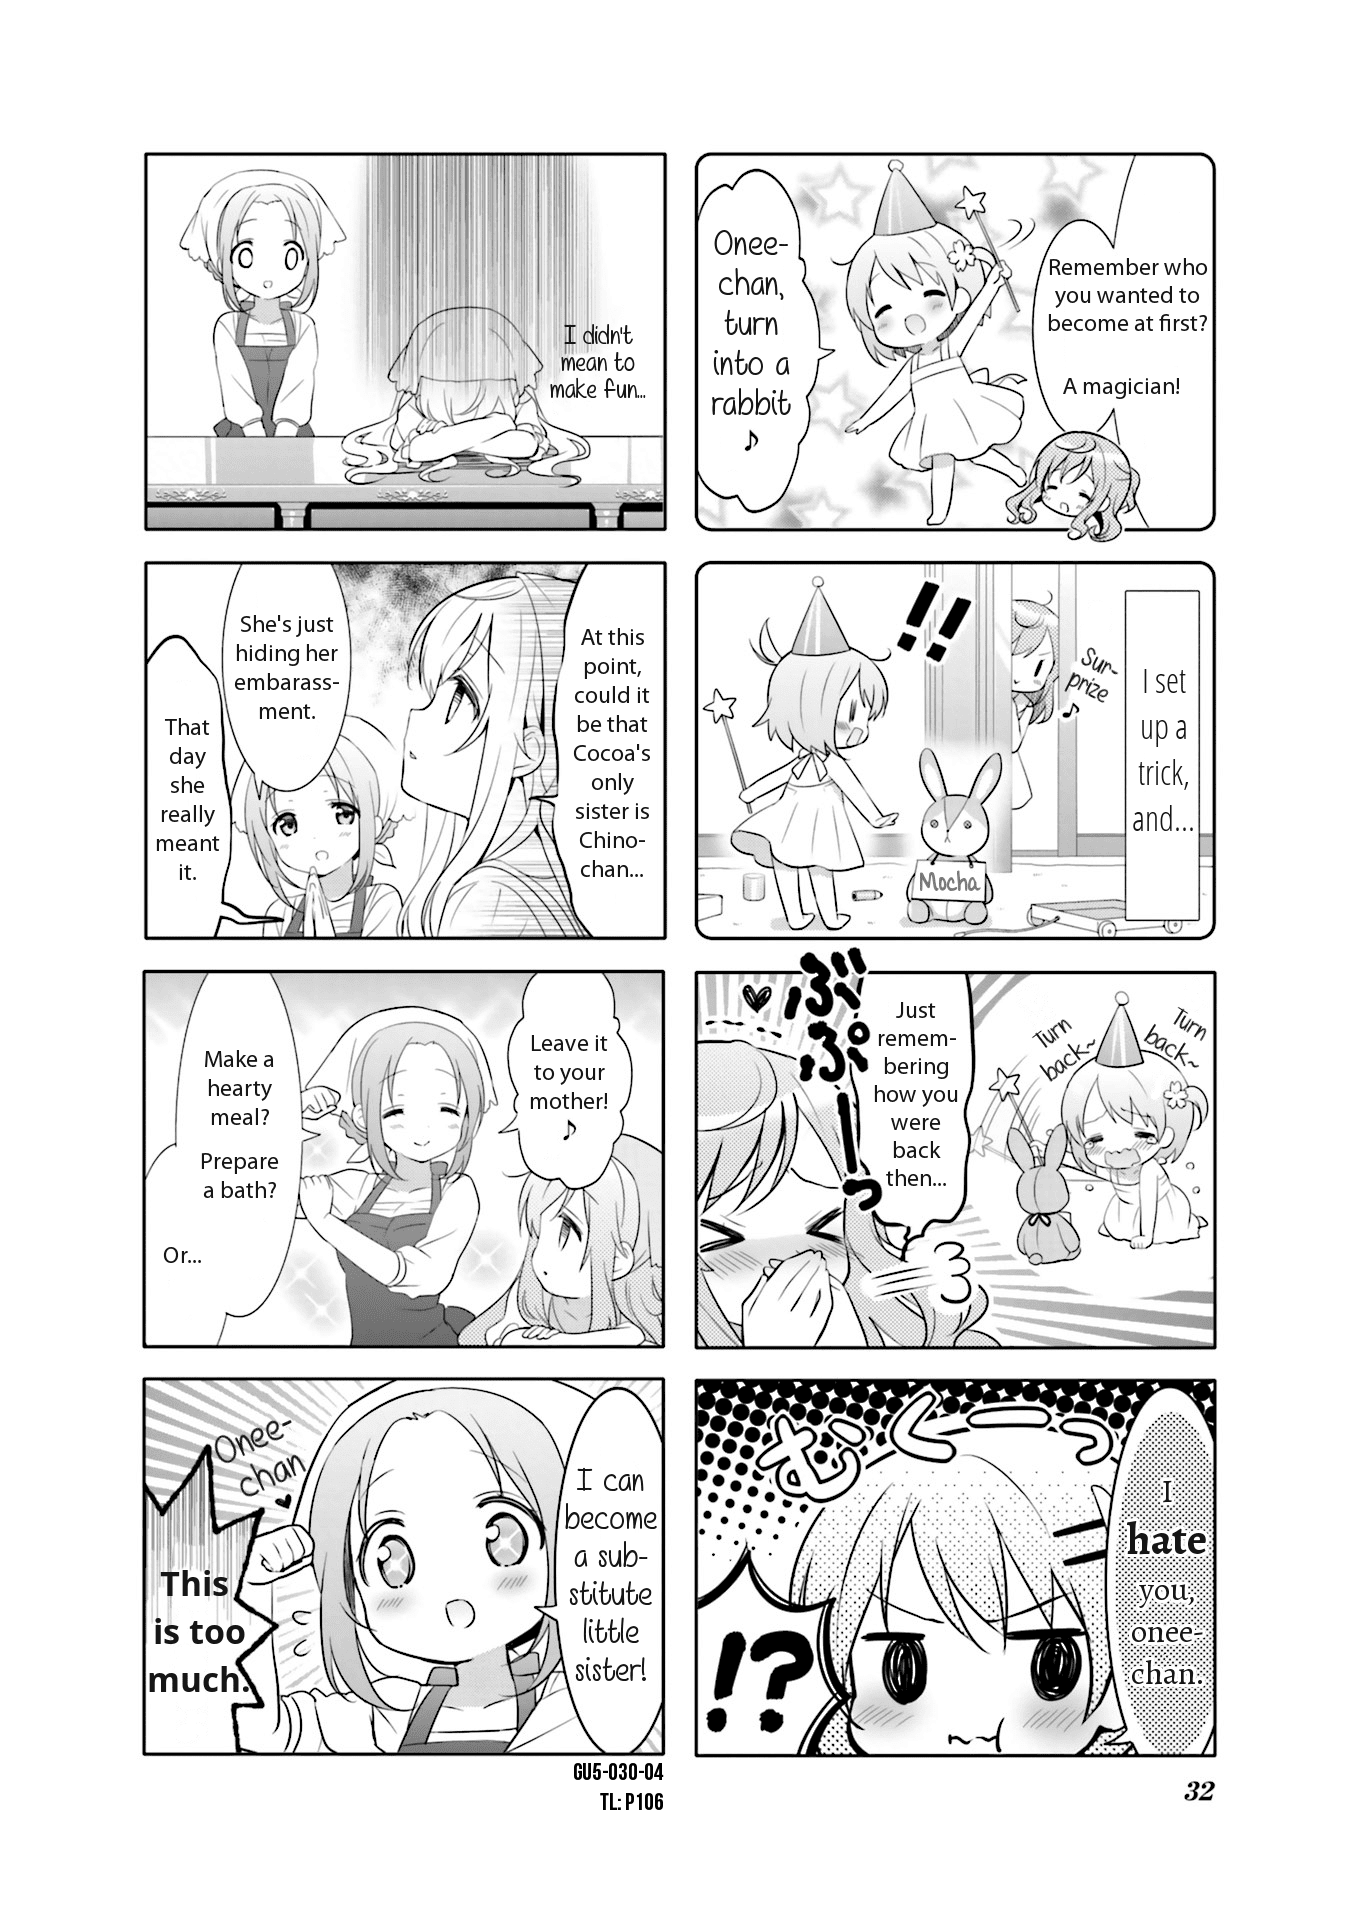 Remember who
you wanted to
become at first?
A magician!
Onee-
chan,
turn
into a
rabbit
♪
I set
up a
trick,
and...
Sur-
prize
♪
!!
Mocha
Turn
back~
Turn
back~
Just
remem-
bering
how you
were
back
then...
ぶぷーっ
I
hate
you,
onee-
chan.
むくーっ
!?
I didn't
mean to
make fun...
At this
point,
could it
be that
Cocoa's
only
sister is
Chino-
chan...
She's just
hiding her
embarass-
ment.
That
day
she
really
meant
it.
Leave it
to your
mother!
♪
Make a
hearty
meal?
Prepare
a bath?
Or...
I can
become
a sub-
stitute
little
sister!
Onee-
chan
This
is too
much.
GU5-030-04
TL: P106
32